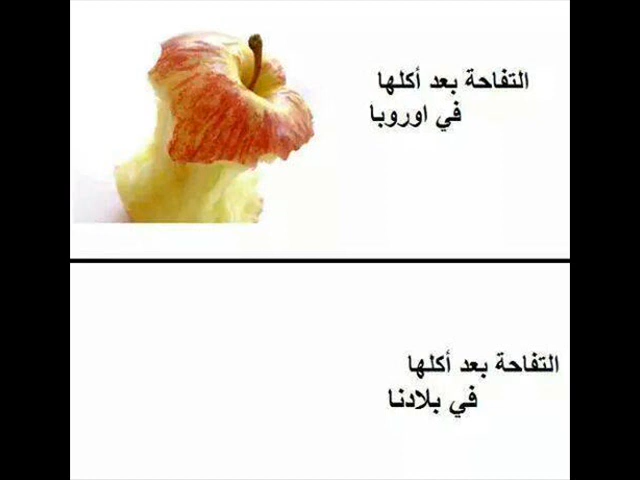 التفاحة بعد أكلها
في اوروبا
التفاحة بعد أكلها
في بلادنا